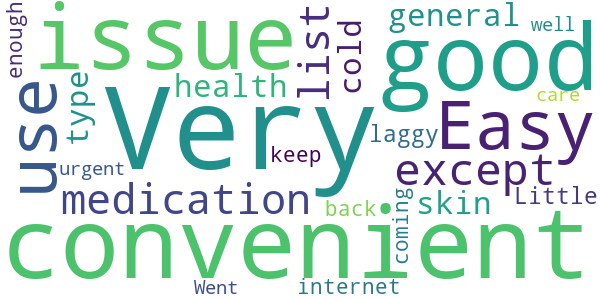 enough
issue
list
cold
general
well
good
use
type
health
Very
care
laggy
Easy
keep
except
urgent
medication
back
coming
skin
Little
convenient
Went
internet